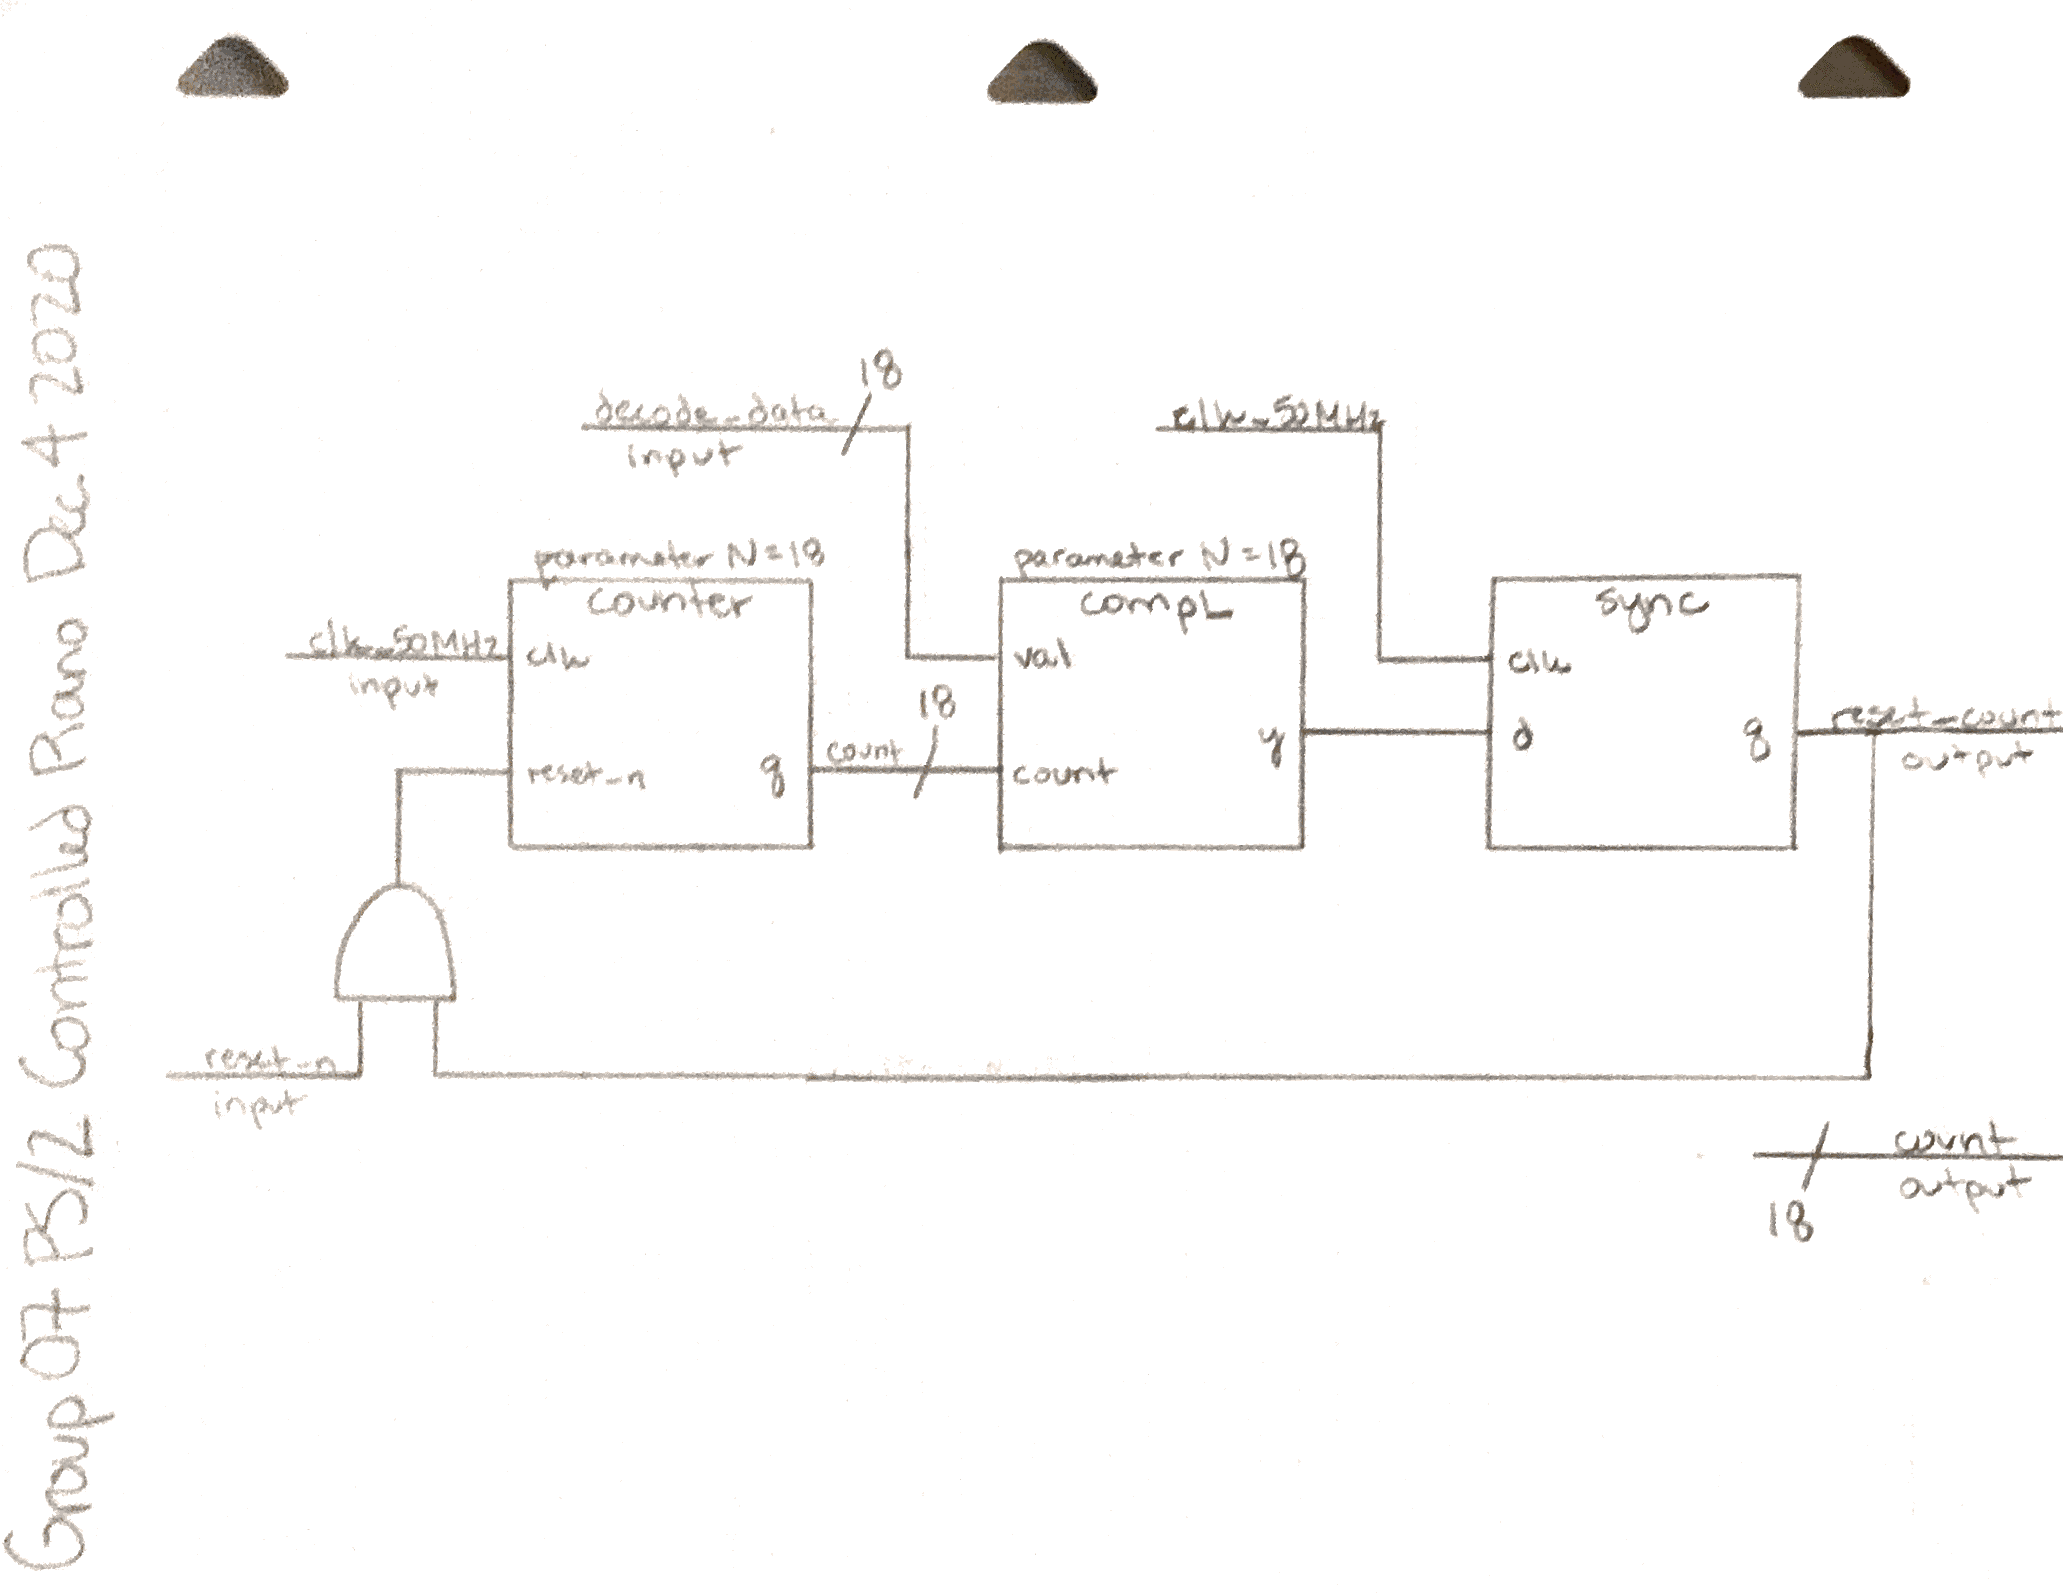 Group 07 PS/2 Controlled Piano Dec. 4 2020
18
decode_data
input
clk_50MHz
parameter N=18
counter
clk_50MHz
input
clk
reset_n
q
count
18
parameter N=18
compL
val
count
y
sync
clk
d
q
reset_count
output
reset_n
input
count
output
18